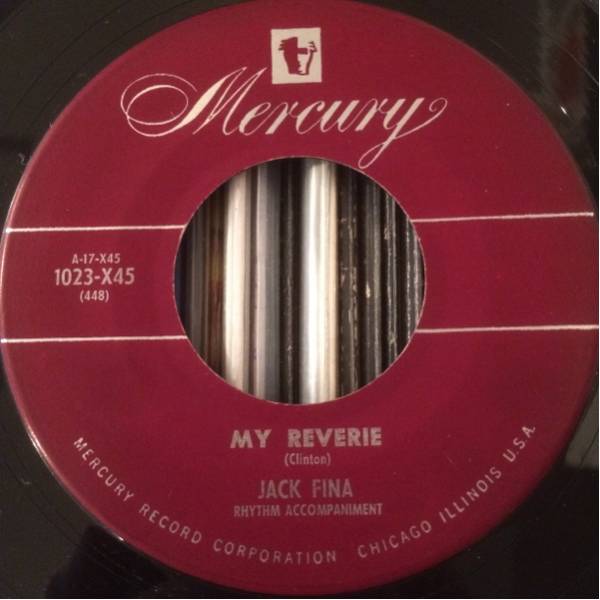 Mercury
A-17-X45
1023-X45
(448)
MY REVERIE
(Clinton)
JACK FINA
RHYTHM ACCOMPANIMENT
MERCURY RECORD CORPORATION CHICAGO ILLINOIS U.S.A.